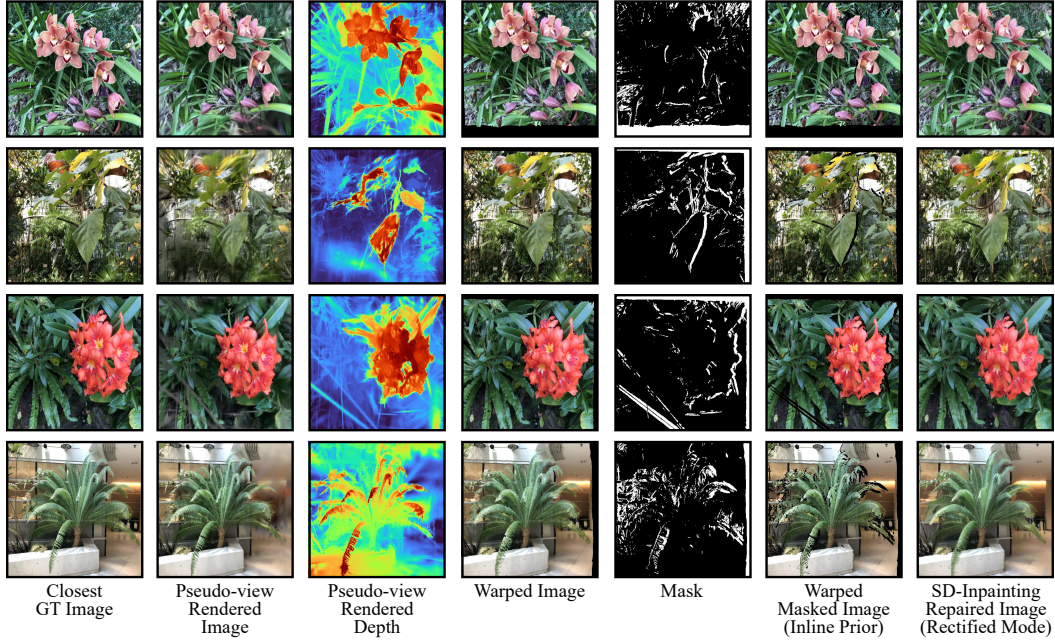 Closest
GT Image
Pseudo-view
Rendered
Image
Pseudo-view
Rendered
Depth
Warped Image
Mask
Warped
Masked Image
(Inline Prior)
SD-Inpainting
Repaired Image
(Rectified Mode)